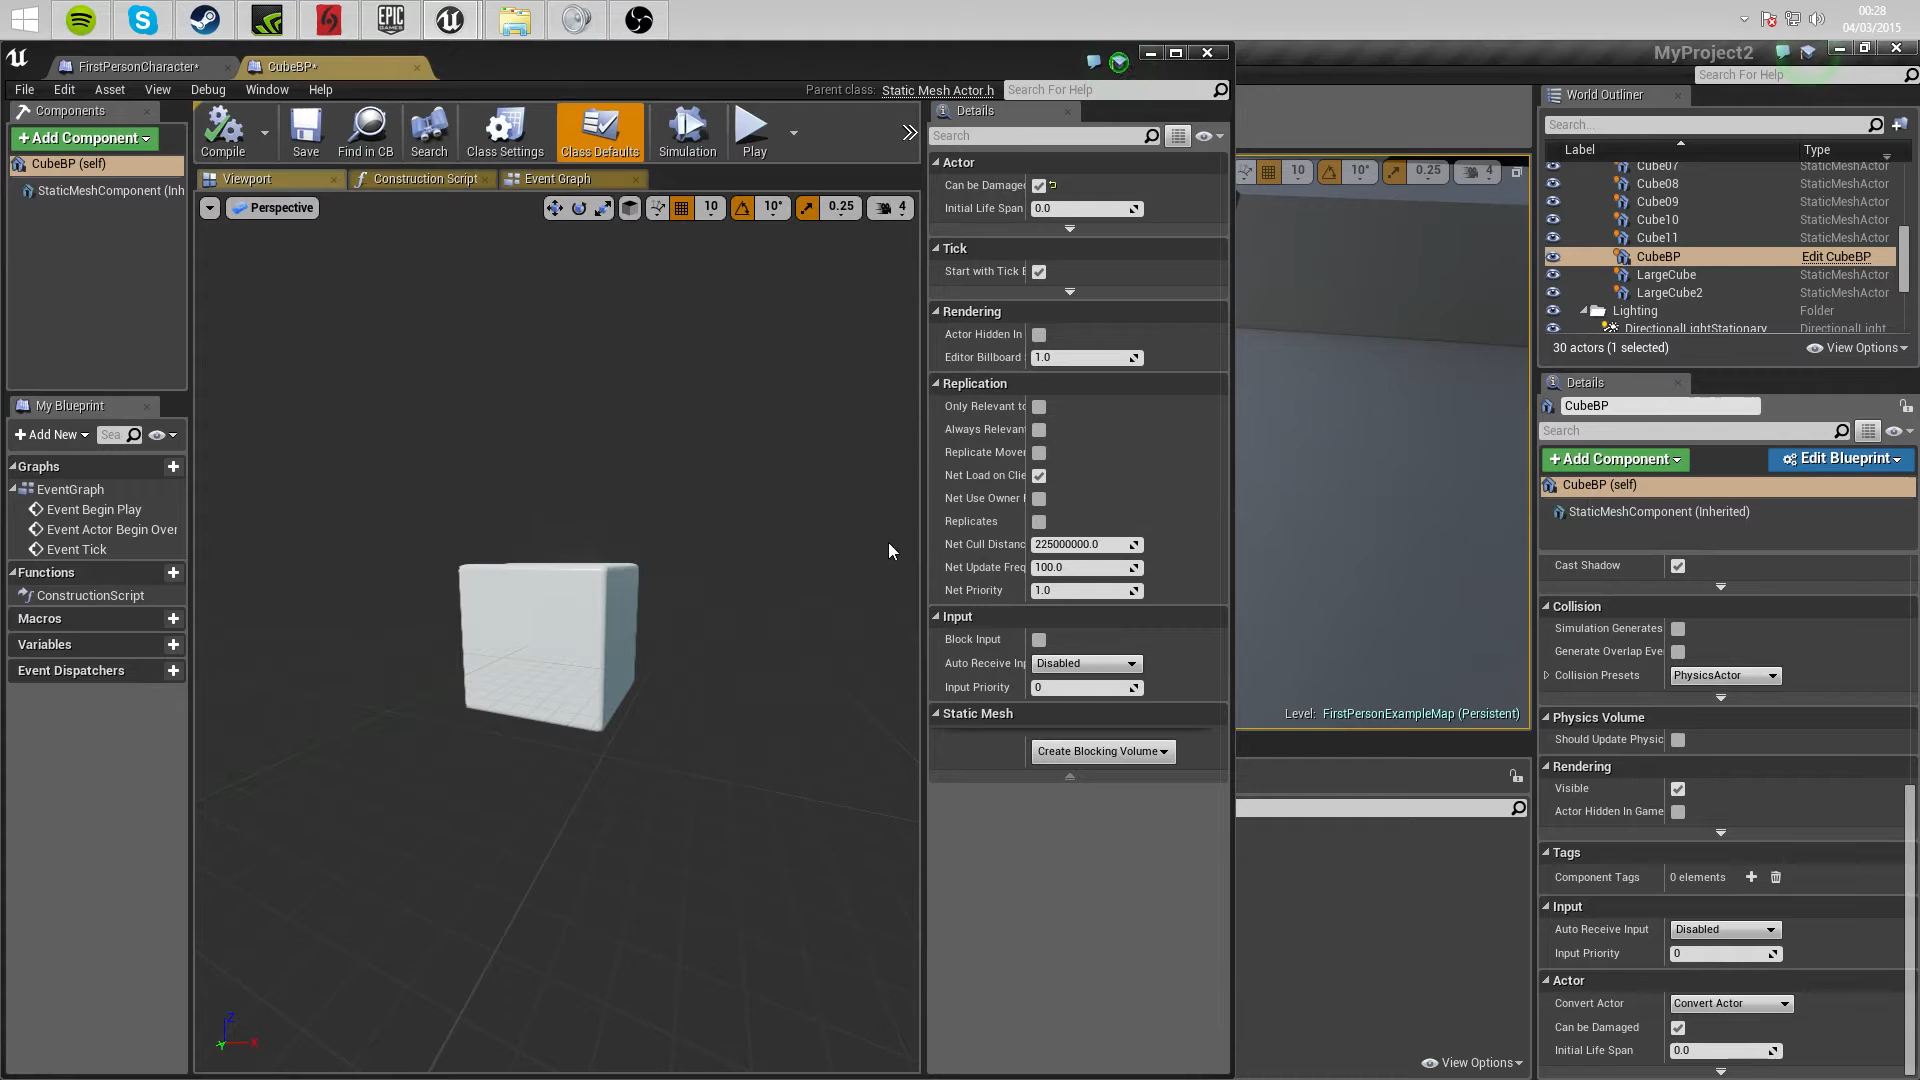 EPIC
GAMES
00:28
04/03/2015
FirstPersonCharacter*
CubeBP*
MyProject2
File
Edit
Asset
View
Debug
Window
Help
Parent class:
Static Mesh Actor.h
Search For Help
Search For Help
Components
Add Component
CubeBP (self)
StaticMeshComponent (Inh
Compile
Save
Find in CB
Search
Class Settings
Class Defaults
Simulation
Play
Viewport
Construction Script
Event Graph
Perspective
10
10°
0.25
4
My Blueprint
Add New
Sea
Graphs
EventGraph
Event Begin Play
Event Actor Begin Over
Event Tick
Functions
ConstructionScript
Macros
Variables
Event Dispatchers
Z
X
Y
Details
Search
Actor
Can be Damaged
Initial Life Span
0.0
Tick
Start with Tick E
Rendering
Actor Hidden In
Editor Billboard
1.0
Replication
Only Relevant to
Always Relevan
Replicate Mover
Net Load on Clie
Net Use Owner
Replicates
Net Cull Distanc
225000000.0
Net Update Freq
100.0
Net Priority
1.0
Input
Block Input
Auto Receive Inp
Disabled
Input Priority
0
Static Mesh
Create Blocking Volume
10
10°
0.25
4
Level: FirstPersonExampleMap (Persistent)
View Options
World Outliner
Search...
Label
Type
Cube07
StaticMeshActor
Cube08
StaticMeshActor
Cube09
StaticMeshActor
Cube10
StaticMeshActor
Cube11
StaticMeshActor
CubeBP
Edit CubeBP
LargeCube
StaticMeshActor
LargeCube2
StaticMeshActor
Lighting
Folder
DirectionalLightStationary
DirectionalLight
30 actors (1 selected)
View Options
Details
CubeBP
Search
Add Component
Edit Blueprint
CubeBP (self)
StaticMeshComponent (Inherited)
Cast Shadow
Collision
Simulation Generates
Generate Overlap Eve
Collision Presets
PhysicsActor
Physics Volume
Should Update Physic
Rendering
Visible
Actor Hidden In Game
Tags
Component Tags
0 elements
Input
Auto Receive Input
Disabled
Input Priority
0
Actor
Convert Actor
Convert Actor
Can be Damaged
Initial Life Span
0.0